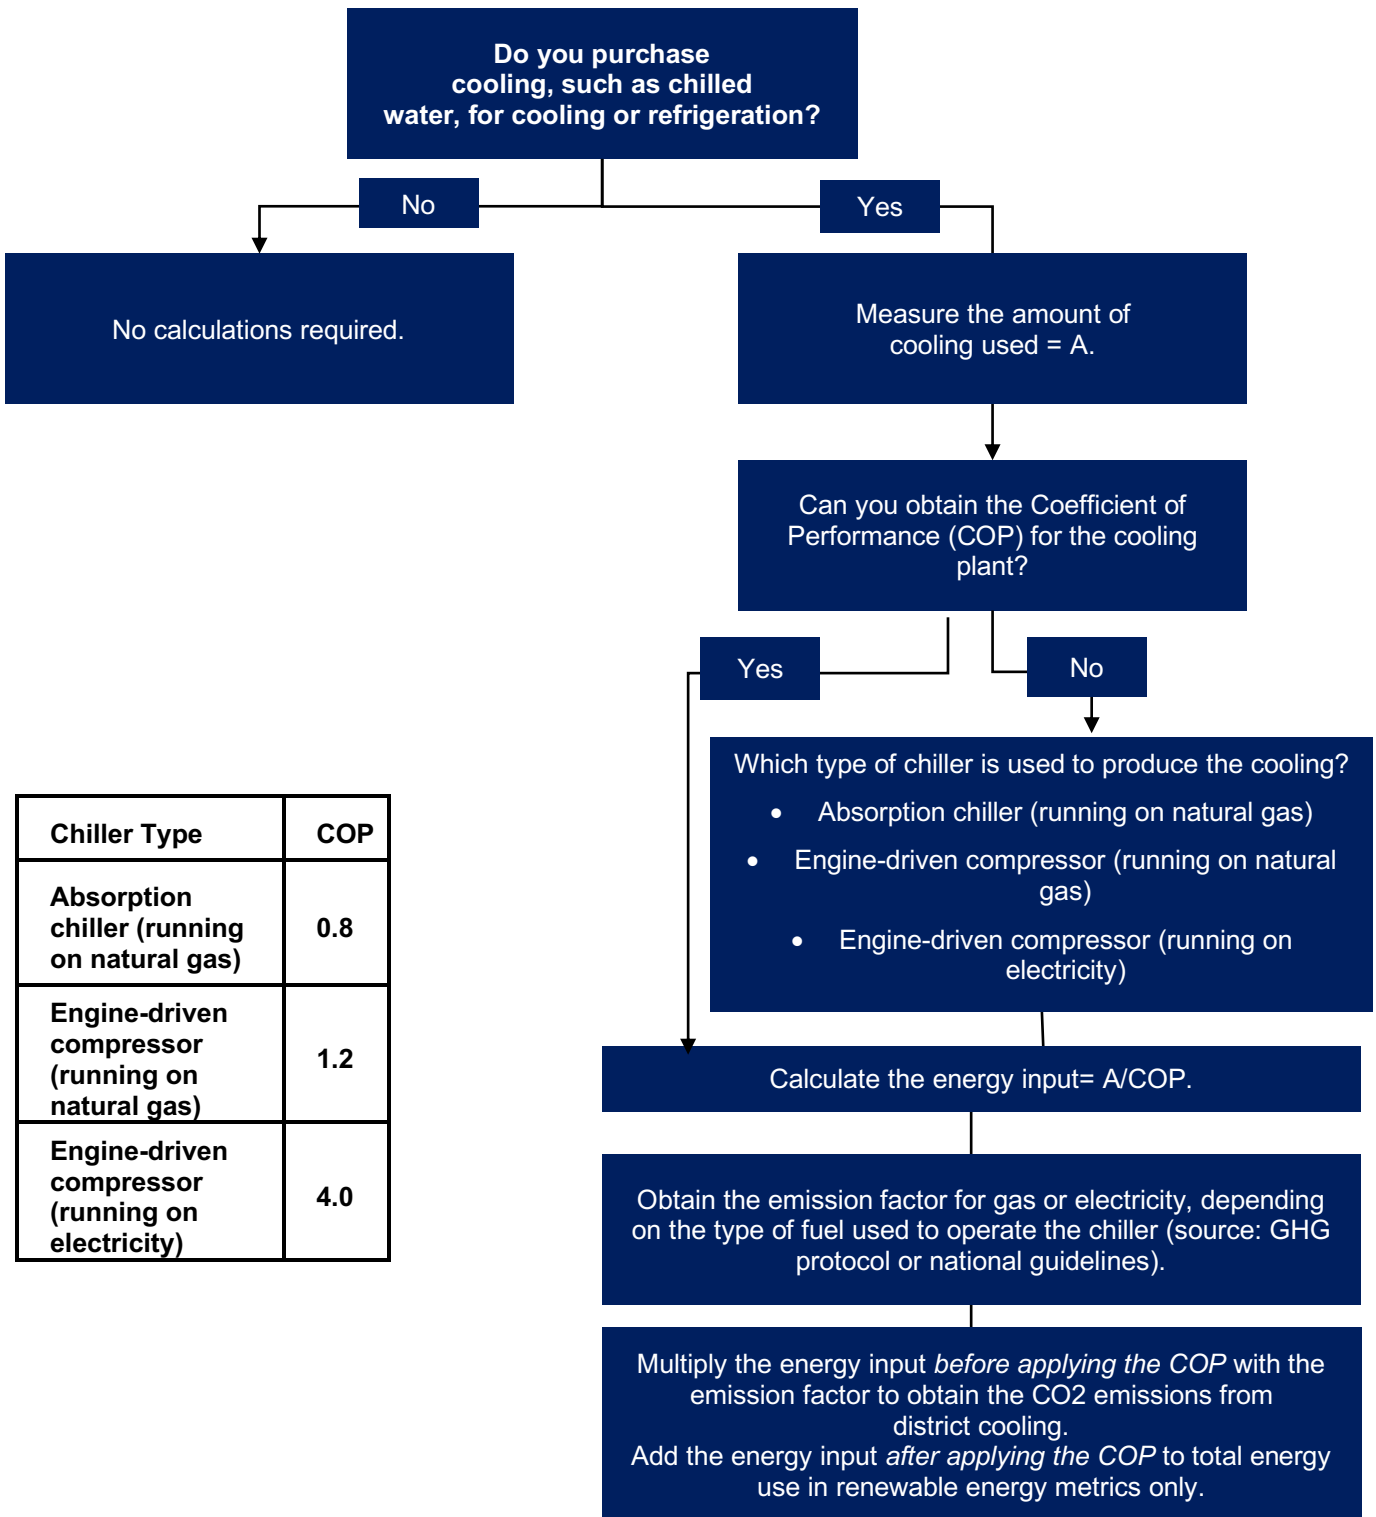 Do you purchase
cooling, such as chilled
water, for cooling or refrigeration?
No
Yes
No calculations required.
Measure the amount of
cooling used = A.
Can you obtain the Coefficient of
Performance (COP) for the cooling
plant?
Yes
No
Which type of chiller is used to produce the cooling?
• Absorption chiller (running on natural gas)
• Engine-driven compressor (running on natural
gas)
• Engine-driven compressor (running on
electricity)
Chiller Type COP
Absorption
chiller (running
on natural gas)
0.8
Engine-driven
compressor
(running on
natural gas)
1.2
Engine-driven
compressor
(running on
electricity)
4.0
Calculate the energy input= A/COP.
Obtain the emission factor for gas or electricity, depending
on the type of fuel used to operate the chiller (source: GHG
protocol or national guidelines).
Multiply the energy input before applying the COP with the
emission factor to obtain the CO2 emissions from
district cooling.
Add the energy input after applying the COP to total energy
use in renewable energy metrics only.